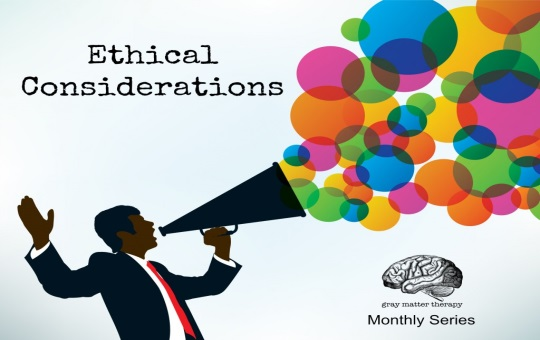 Ethical
Considerations
gray matter therapy
Monthly Series